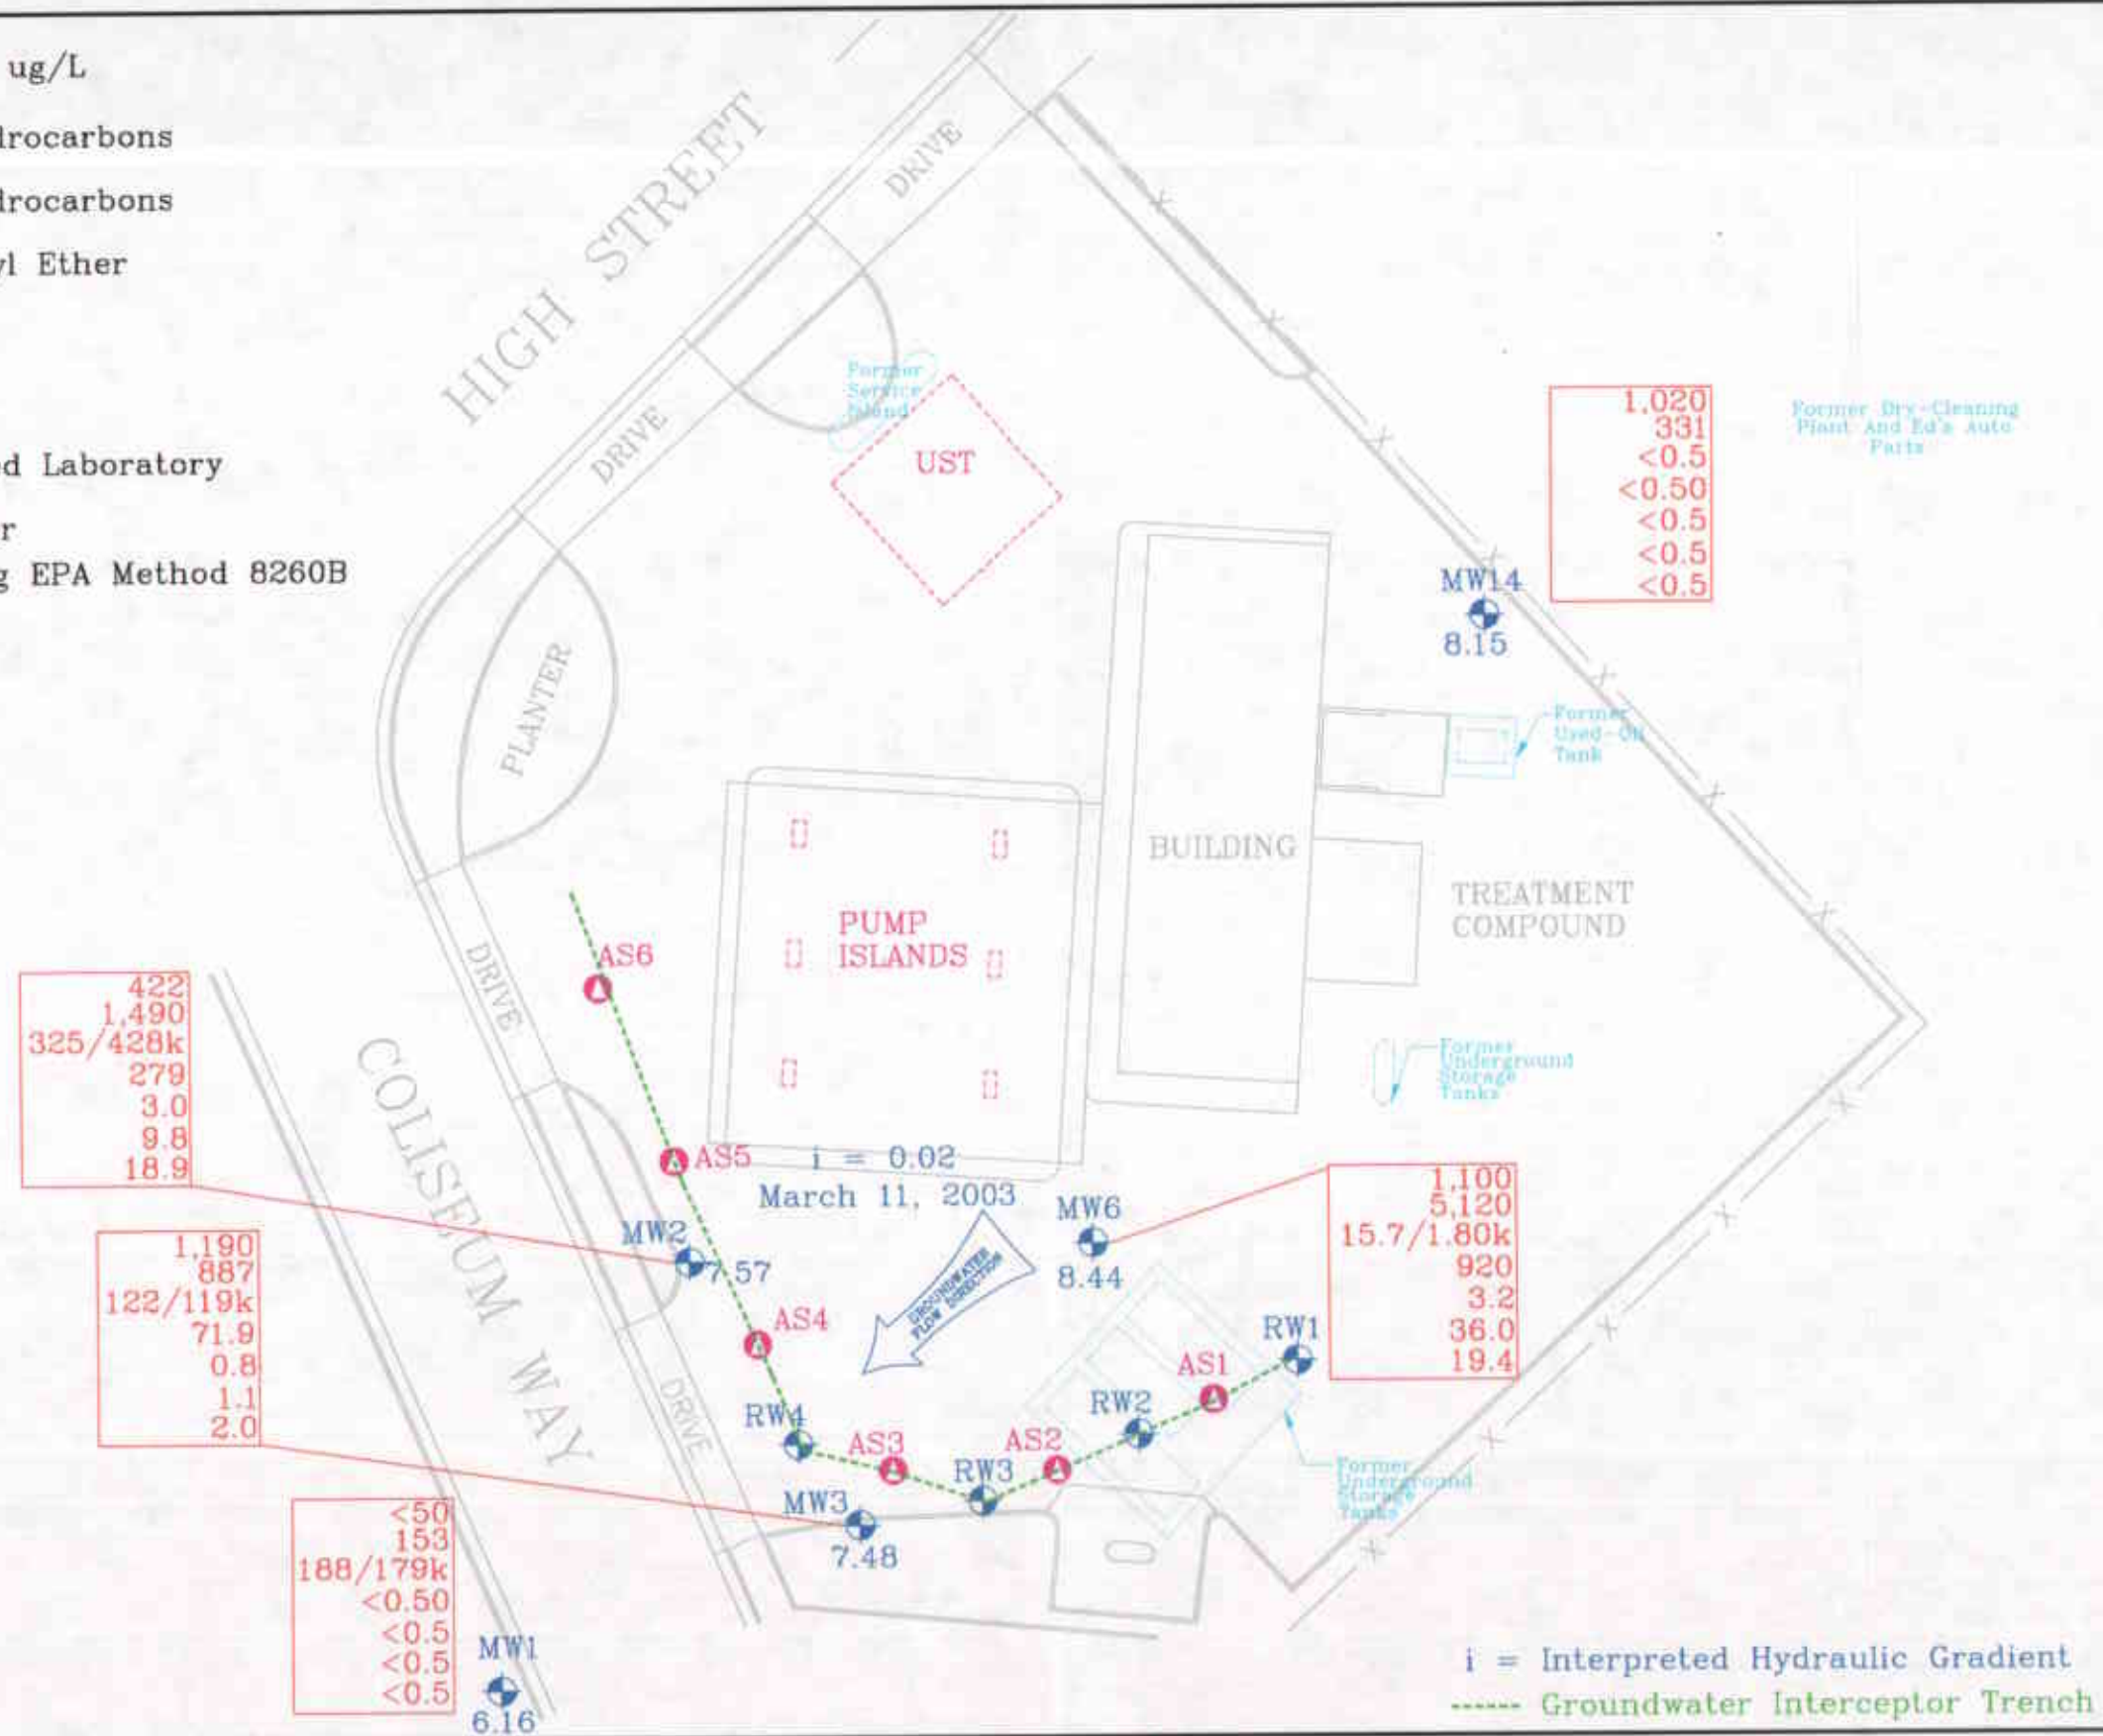 ug/L
drocarbons
drocarbons
yl Ether
d Laboratory
r
g EPA Method 8260B
HIGH STREET
DRIVE
DRIVE
PLANTER
DRIVE
DRIVE
COLISEUM WAY
Former
Service
Island
UST
1,020
331
<0.5
<0.50
<0.5
<0.5
<0.5
Former Dry-Cleaning
Plant And Ed's Auto
Parts
MW14
8.15
Former
Used-Oil
Tank
BUILDING
TREATMENT
COMPOUND
PUMP
ISLANDS
AS6
AS5
422
1,490
325/428k
279
3.0
9.8
18.9
Former
Underground
Storage
Tanks
i = 0.02
March 11, 2003
GROUNDWATER
FLOW DIRECTION
MW2
7.57
MW6
8.44
1,100
5,120
15.7/1.80k
920
3.2
36.0
19.4
1,190
887
122/119k
71.9
0.8
1.1
2.0
AS4
RW4
AS3
RW3
AS2
RW2
AS1
RW1
Former
Underground
Storage
Tanks
MW3
7.48
<50
153
188/179k
<0.50
<0.5
<0.5
<0.5
MW1
6.16
i = Interpreted Hydraulic Gradient
------ Groundwater Interceptor Trench
X
X
X
X
X
X
X
X
X
X
X
X
X